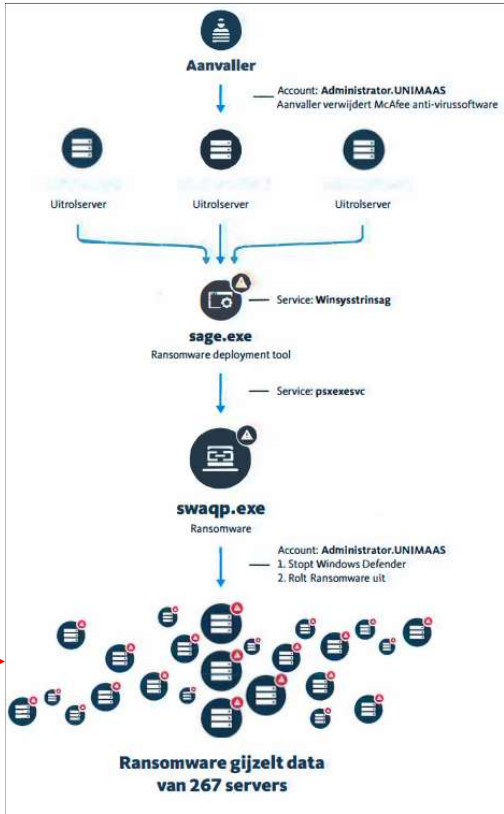 Aanvaller
Account: Administrator.UNIMAAS
Aanvaller verwijdert McAfee anti-virussoftware
Uitrolserver
Uitrolserver
Uitrolserver
Service: Winsysstrinsag
sage.exe
Ransomware deployment tool
Service: psxexesvc
swaqp.exe
Ransomware
Account: Administrator.UNIMAAS
1. Stopt Windows Defender
2. Rolt Ransomware uit
Ransomware gijzelt data
van 267 servers